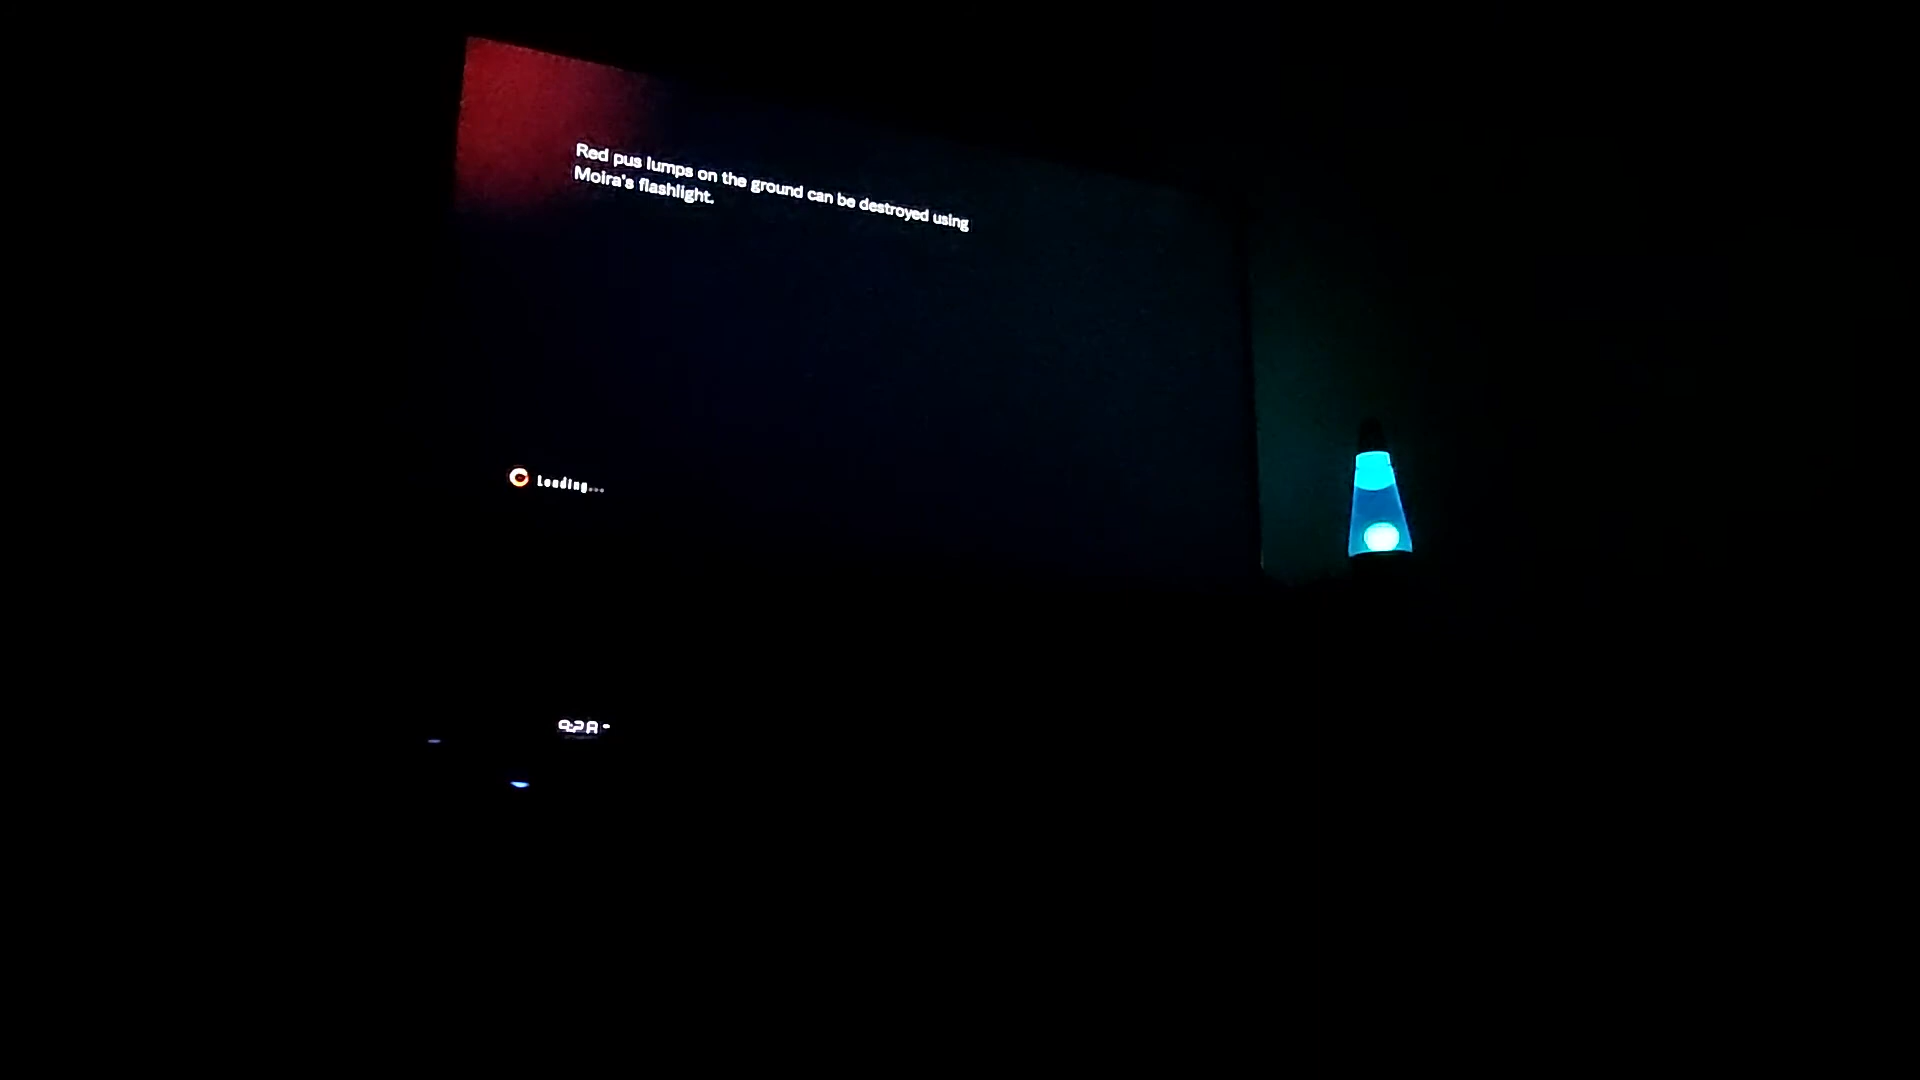 Red pus lumps on the ground can be destroyed using
Moira's flashlight.
Loading...